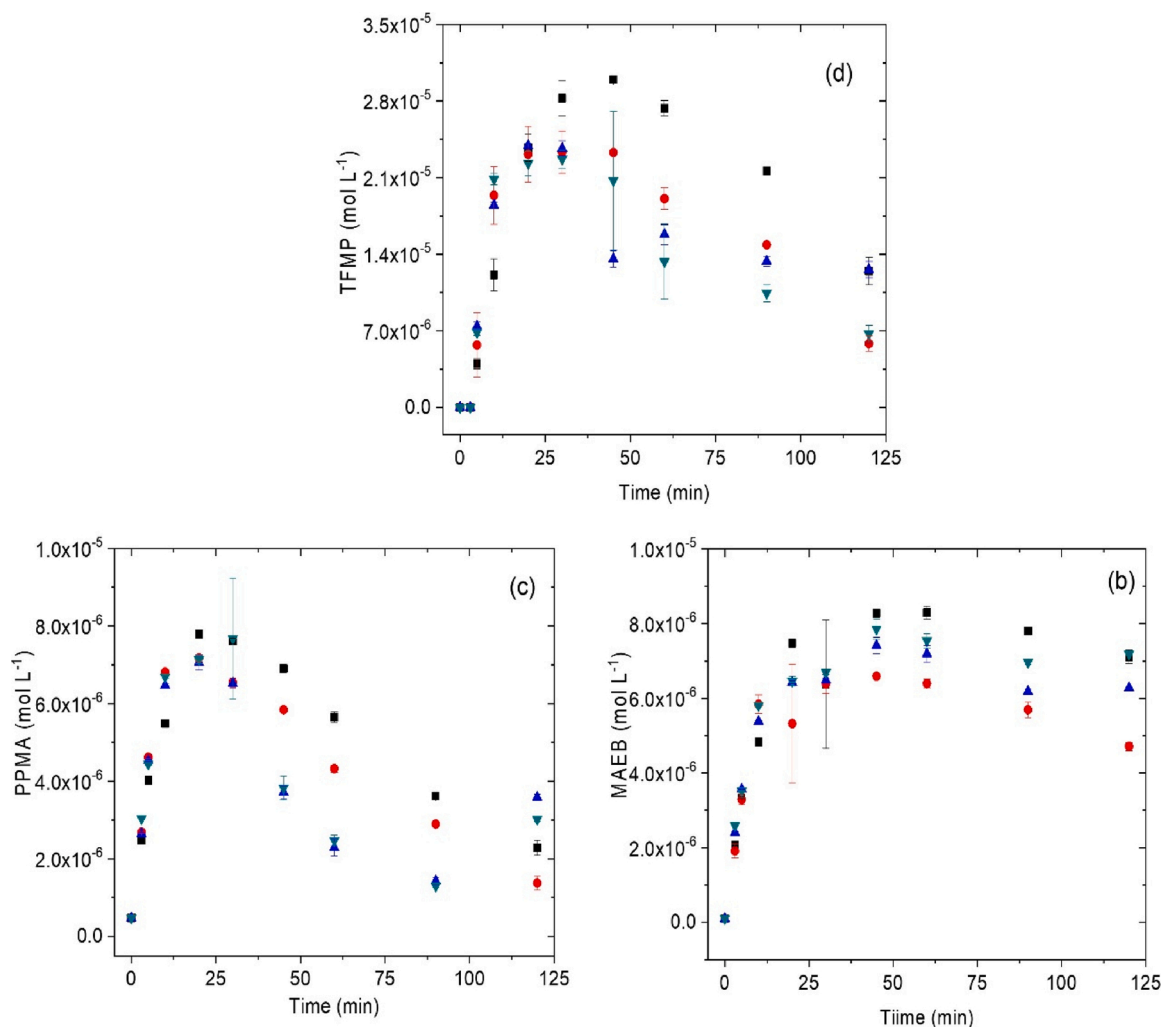 (d)
TFMP (mol L⁻¹)
3.5x10⁻⁵
2.8x10⁻⁵
2.1x10⁻⁵
1.4x10⁻⁵
7.0x10⁻⁶
0.0
0 25 50 75 100 125
Time (min)
(c)
PPMA (mol L⁻¹)
1.0x10⁻⁵
8.0x10⁻⁶
6.0x10⁻⁶
4.0x10⁻⁶
2.0x10⁻⁶
0.0
0 25 50 75 100 125
Time (min)
(b)
MAEB (mol L⁻¹)
1.0x10⁻⁵
8.0x10⁻⁶
6.0x10⁻⁶
4.0x10⁻⁶
2.0x10⁻⁶
0.0
0 25 50 75 100 125
Tiime (min)